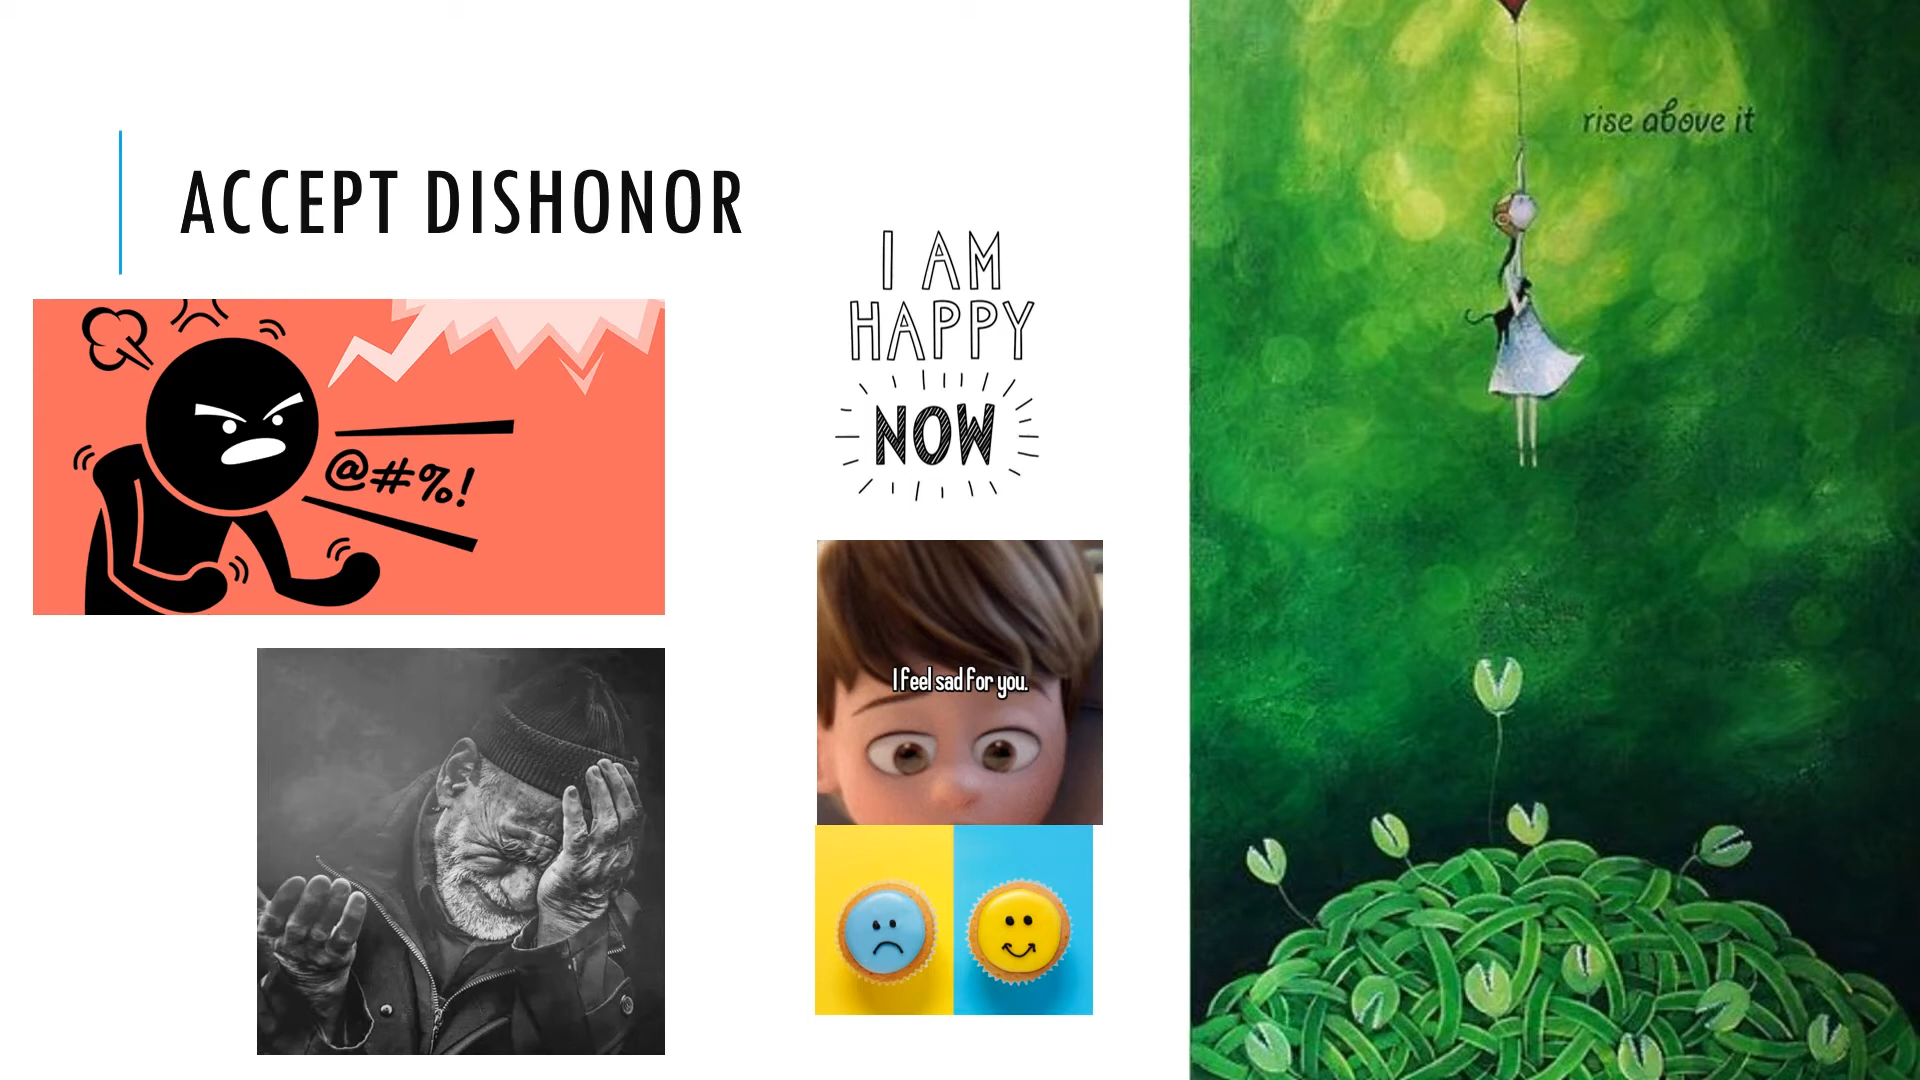 ACCEPT DISHONOR
@#%!
I AM
HAPPY
NOW
I feel sad for you.
rise above it